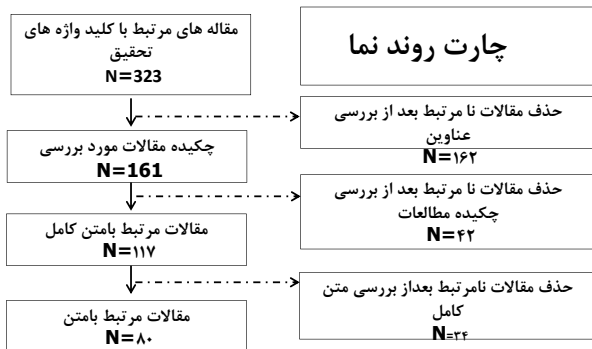 مقاله های مرتبط با کلید واژه های
تحقیق
N=323
چارت روند نما
حذف مقالات نا مرتبط بعد از بررسی
عناوین
N=۱۶۲
چکیده مقالات مورد بررسی
N=161
حذف مقالات نا مرتبط بعد از بررسی
چکیده مطالعات
N=۴۲
مقالات مرتبط بامتن کامل
N=۱۱۷
حذف مقالات نامرتبط بعداز بررسی متن
کامل
N=۳۴
مقالات مرتبط بامتن
N=۸۰